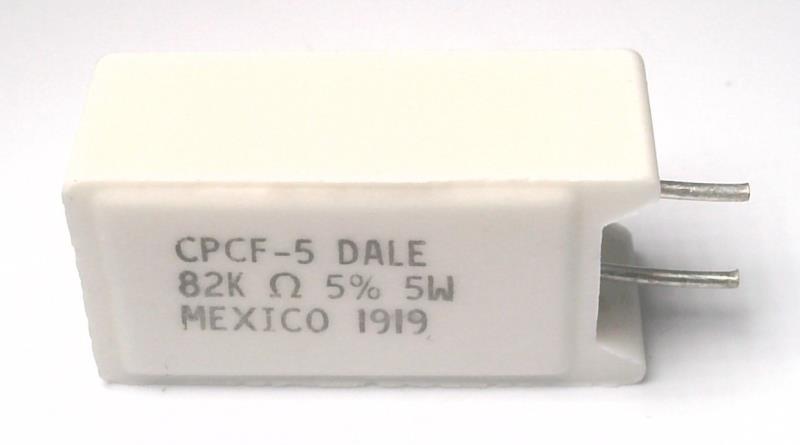 CPCF-5 DALE
82K Ω 5% 5W
MEXICO 1919